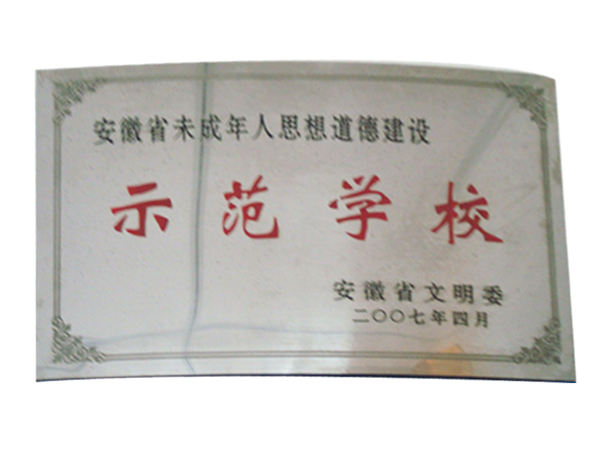 安徽省未成年人思想道德建设
示范学校
安徽省文明委
二〇〇七年四月